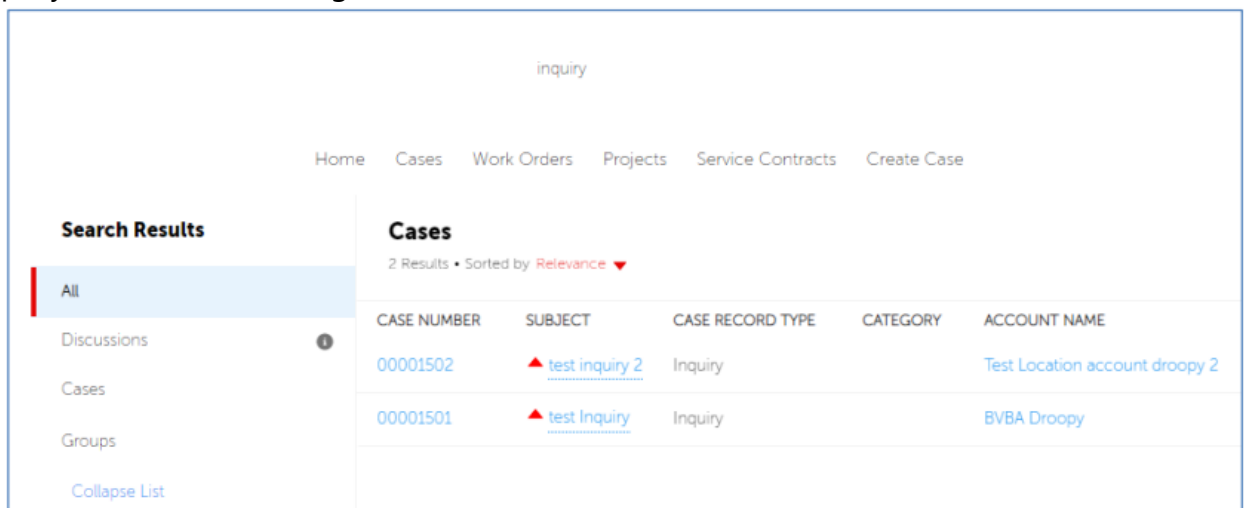 inquiry
Home Cases Work Orders Projects Service Contracts Create Case
Search Results
All
Discussions
Cases
Groups
Collapse List
Cases
2 Results • Sorted by Relevance
CASE NUMBER SUBJECT CASE RECORD TYPE CATEGORY ACCOUNT NAME
00001502 test inquiry 2 Inquiry Test Location account droopy 2
00001501 test Inquiry Inquiry BVBA Droopy